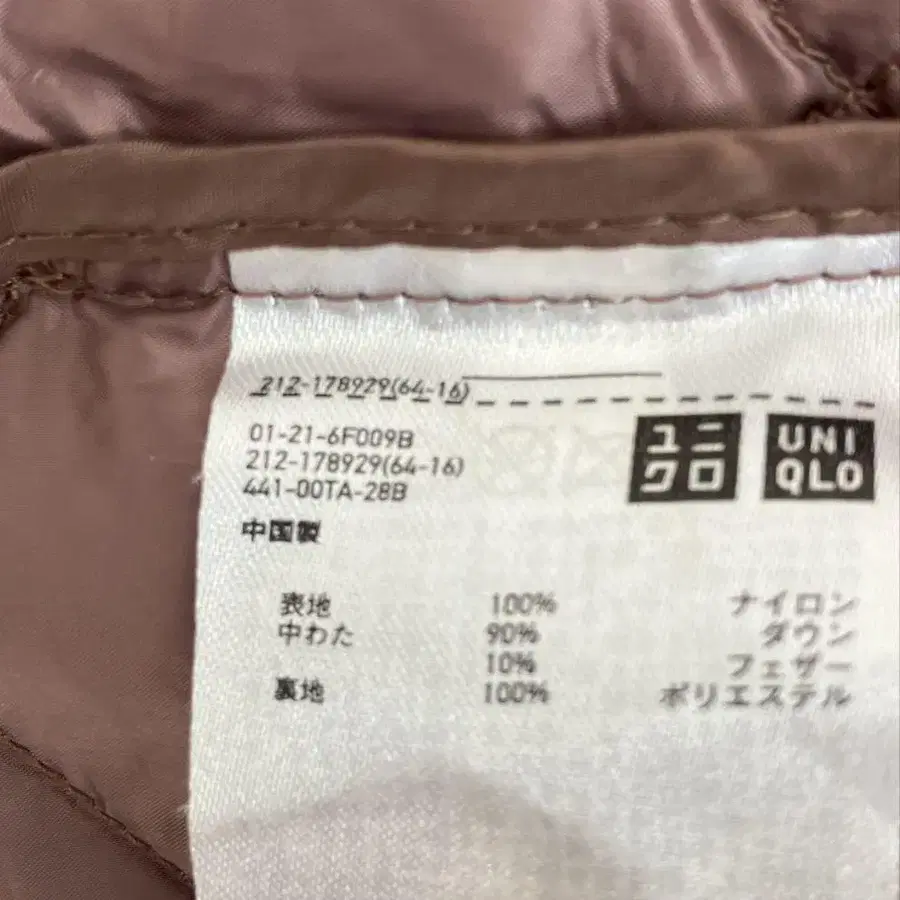 212-178929(64-16)
01-21-6F009B
212-178929(64-16)
441-00TA-28B
中国製
ユニクロ
UNIQLO
表地 100% ナイロン
中わた 90% ダウン
10% フェザー
裏地 100% ポリエステル